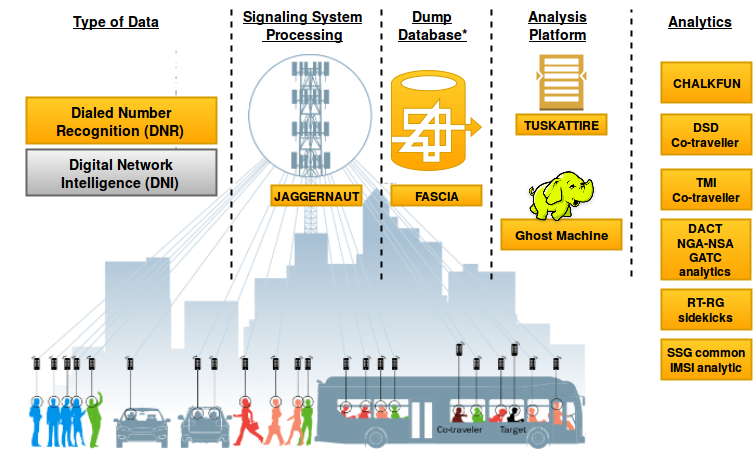 Type of Data
Signaling System
Processing
Dump
Database*
Analysis
Platform
Analytics
Dialed Number
Recognition (DNR)
Digital Network
Intelligence (DNI)
JAGGERNAUT
FASCIA
TUSKATTIRE
Ghost Machine
CHALKFUN
DSD
Co-traveller
TMI
Co-traveller
DACT
NGA-NSA
GATC
analytics
RT-RG
sidekicks
SSG common
IMSI analytic
Co-traveler
Target